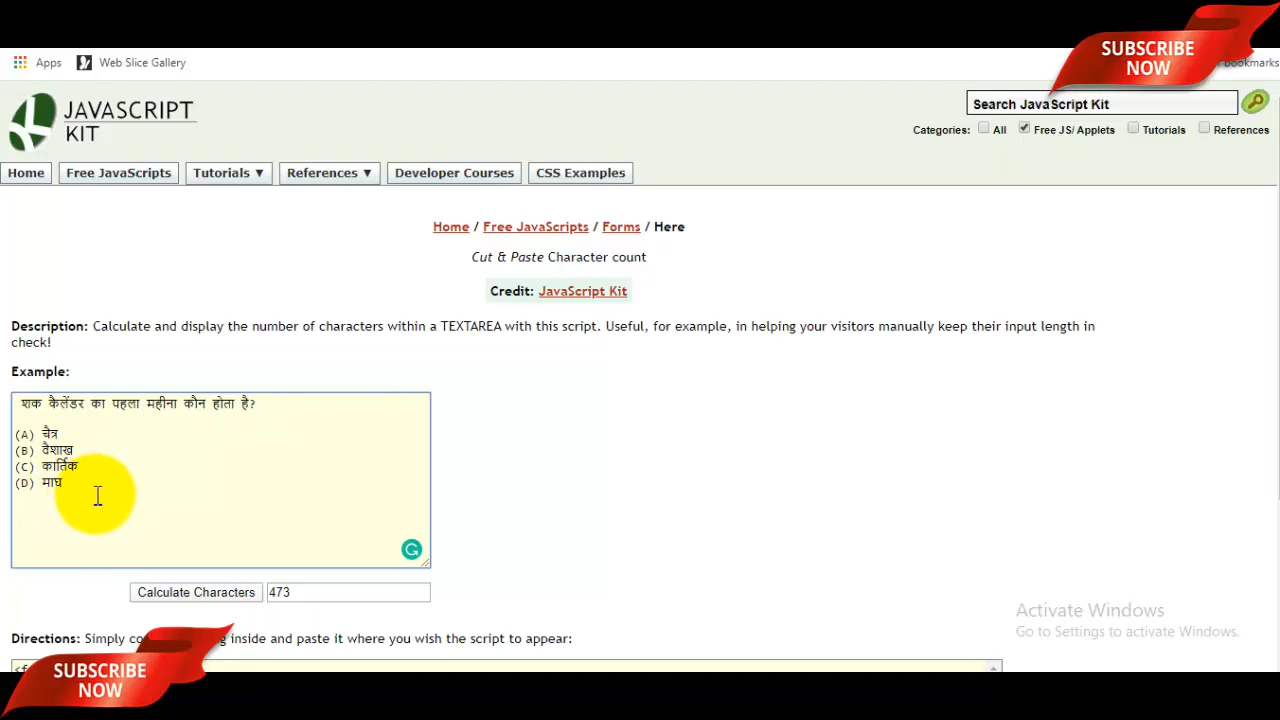 SUBSCRIBE
NOW
Apps Web Slice Gallery
bookmarks
JAVASCRIPT
KIT
Search JavaScript Kit
Categories: All Free JS/ Applets Tutorials References
Home Free JavaScripts Tutorials ▼ References ▼ Developer Courses CSS Examples
Home / Free JavaScripts / Forms / Here
Cut & Paste Character count
Credit: JavaScript Kit
Description: Calculate and display the number of characters within a TEXTAREA with this script. Useful, for example, in helping your visitors manually keep their input length in
check!
Example:
शक कैलेंडर का पहला महीना कौन होता है?
(A) चैत्र
(B) वैशाख
(C) कार्तिक
(D) माघ
Calculate Characters 473
Activate Windows
Go to Settings to activate Windows.
Directions: Simply inside and paste it where you wish the script to appear:
SUBSCRIBE
NOW